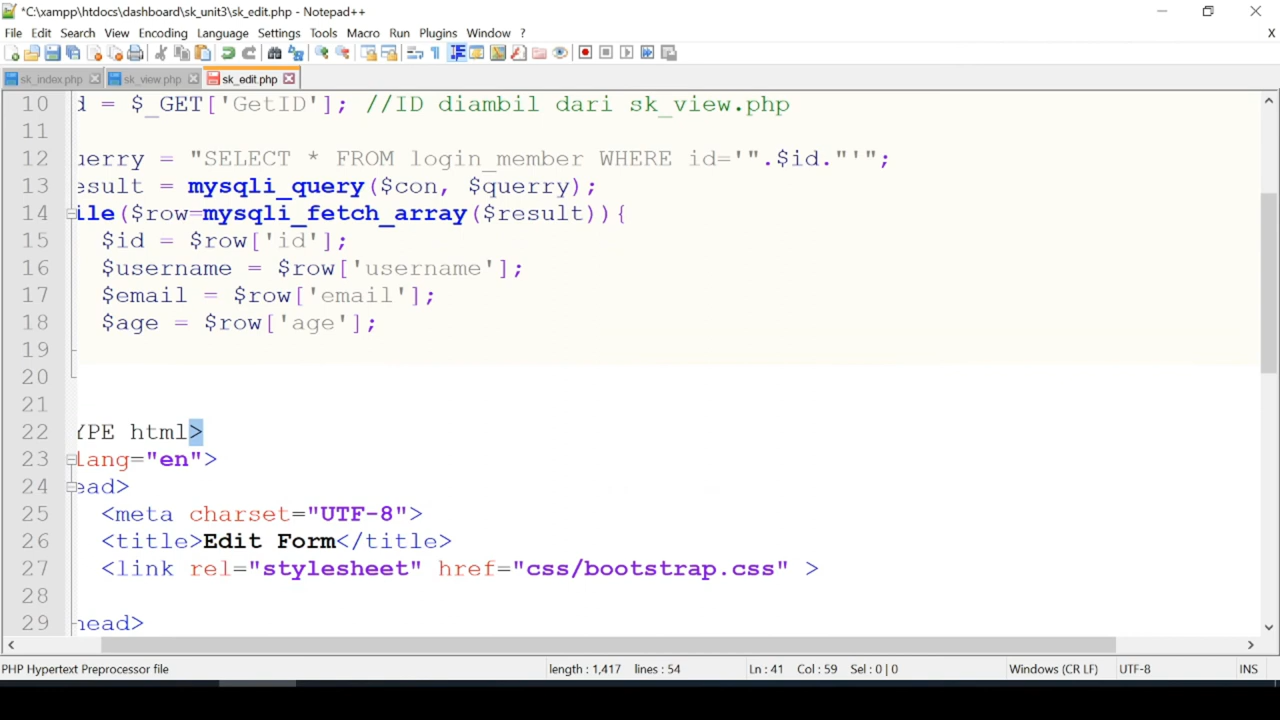 *C:\xampp\htdocs\dashboard\sk_unit3\sk_edit.php - Notepad++
File Edit Search View Encoding Language Settings Tools Macro Run Plugins Window ? X
sk_index.php sk_view.php sk_edit.php
10 d = $_GET['GetID']; //ID diambil dari sk_view.php
11
12 uerry = "SELECT * FROM login_member WHERE id='".$id."'";
13 esult = mysqli_query($con, $querry);
14 ile($row=mysqli_fetch_array($result)){
15 $id = $row['id'];
16 $username = $row['username'];
17 $email = $row['email'];
18 $age = $row['age'];
19
20
21
22 YPE html>
23 lang="en">
24 ead>
25 <meta charset="UTF-8">
26 <title>Edit Form</title>
27 <link rel="stylesheet" href="css/bootstrap.css" >
28
29 head>
PHP Hypertext Preprocessor file length : 1,417 lines : 54 Ln : 41 Col : 59 Sel : 0 | 0 Windows (CR LF) UTF-8 INS